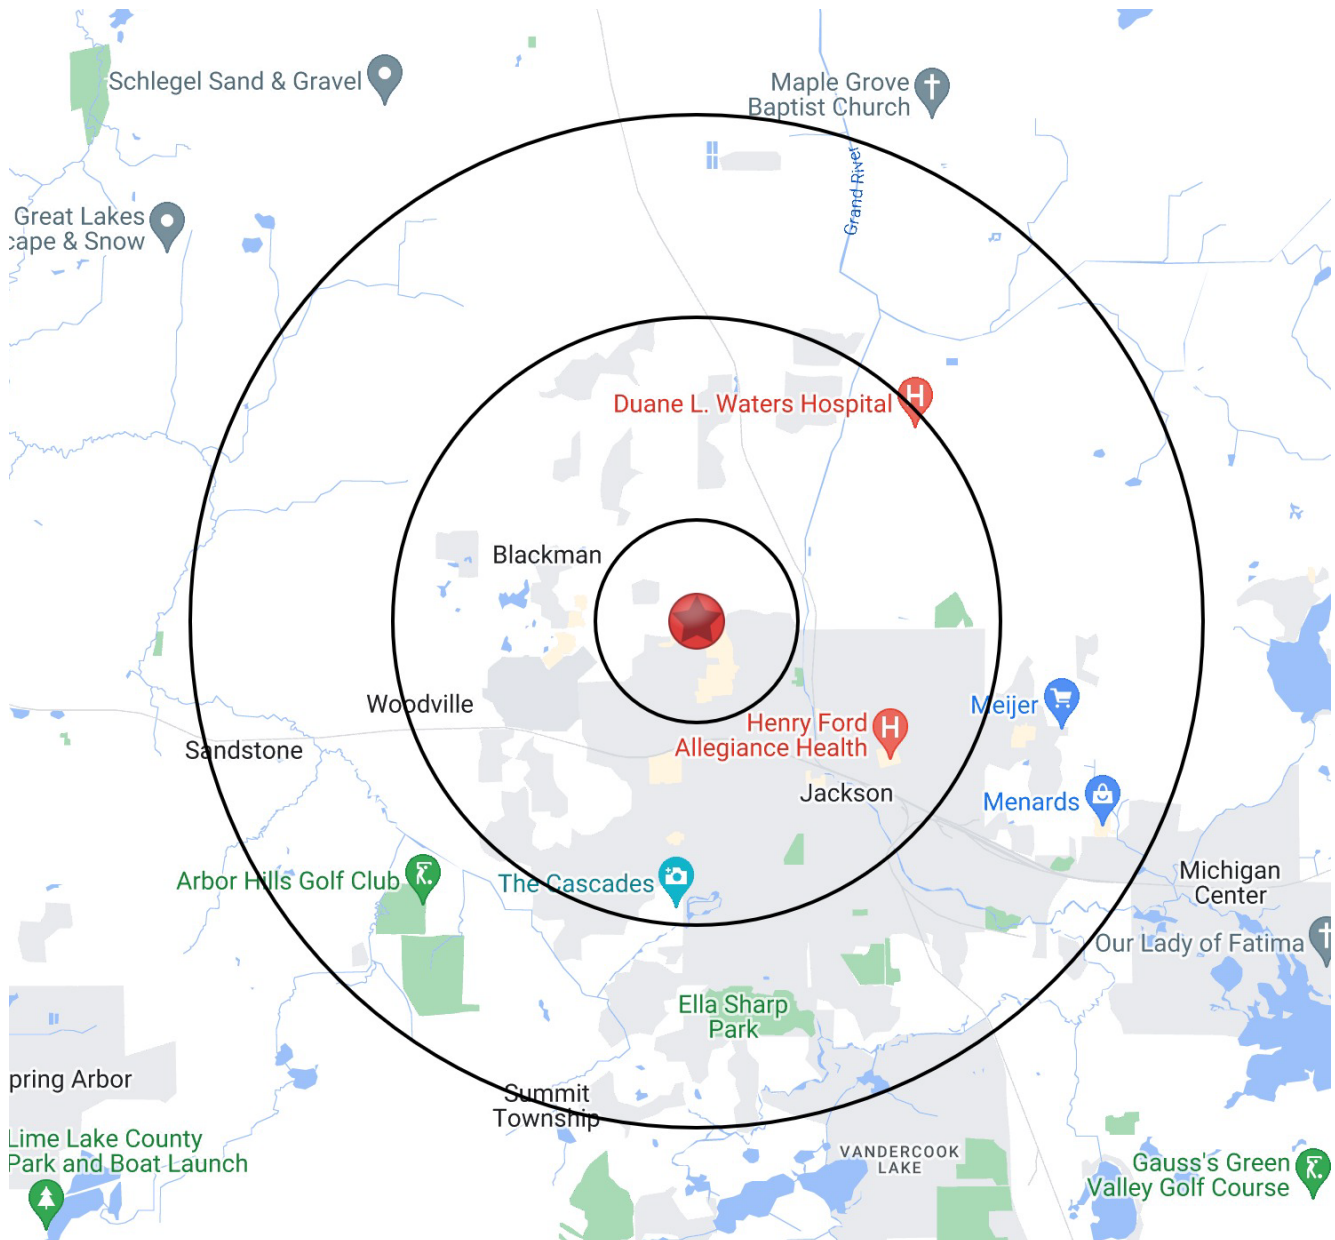 Schlegel Sand & Gravel
Maple Grove
Baptist Church
Grand River
Great Lakes
cape & Snow
Duane L. Waters Hospital
Blackman
Woodville
Meijer
Henry Ford
Allegiance Health
Sandstone
Jackson
Menards
Arbor Hills Golf Club
The Cascades
Michigan
Center
Our Lady of Fatima
Ella Sharp
Park
pring Arbor
Summit
Township
Lime Lake County
Park and Boat Launch
VANDERCOOK
LAKE
Gauss's Green
Valley Golf Course